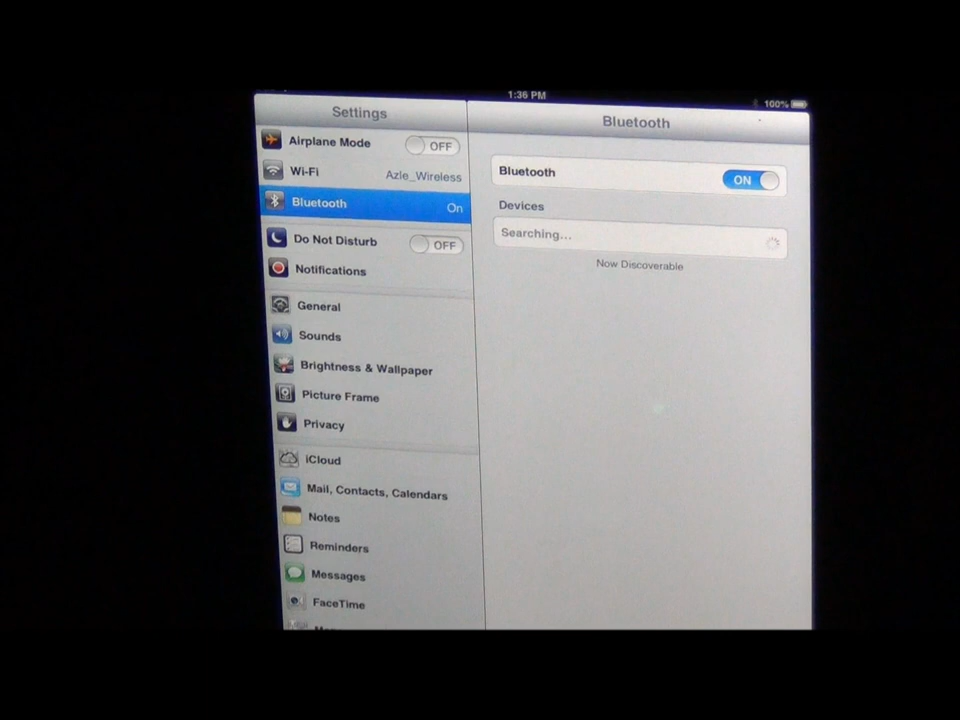 1:36 PM
100%
Settings
Bluetooth
Airplane Mode OFF
Wi-Fi Azle_Wireless
Bluetooth On
Do Not Disturb OFF
Notifications
General
Sounds
Brightness & Wallpaper
Picture Frame
Privacy
iCloud
Mail, Contacts, Calendars
Notes
Reminders
Messages
FaceTime
Bluetooth ON
Devices
Searching...
Now Discoverable